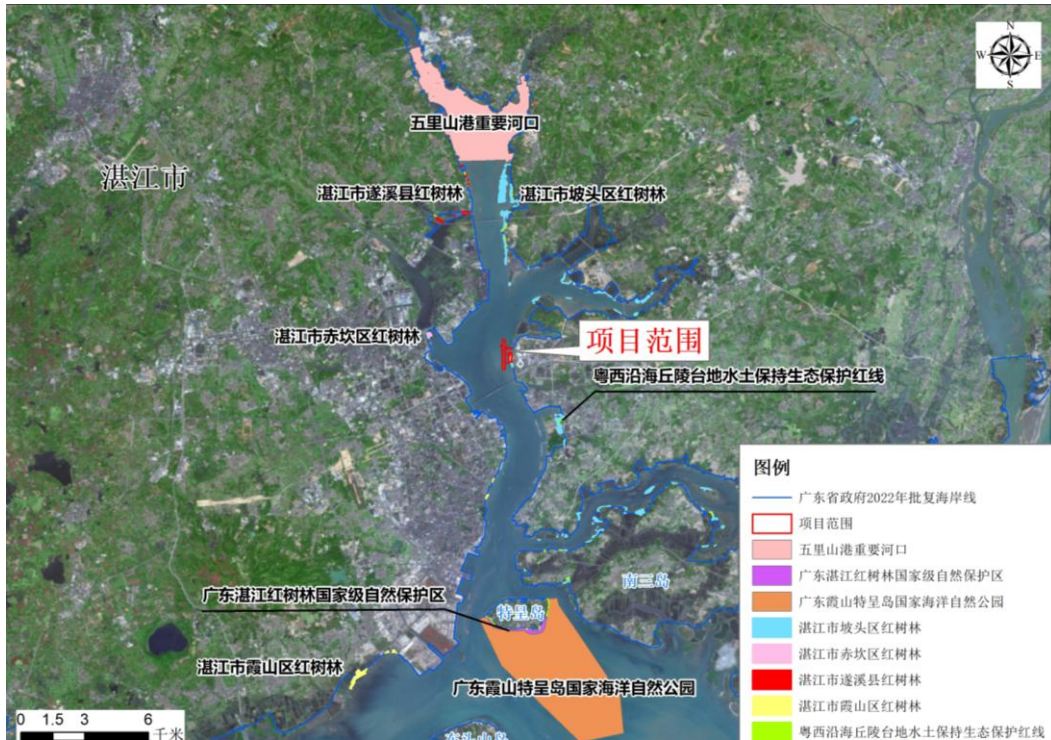 N
W E
S
五里山港重要河口
湛江市
湛江市遂溪县红树林
湛江市坡头区红树林
湛江市赤坎区红树林
项目范围
粤西沿海丘陵台地水土保持生态保护红线
南三岛
广东湛江红树林国家级自然保护区
特呈岛
湛江市霞山区红树林
广东霞山特呈岛国家海洋自然公园
东头山岛
0 1.5 3 6
千米
图例
广东省政府2022年批复海岸线
项目范围
五里山港重要河口
广东湛江红树林国家级自然保护区
广东霞山特呈岛国家海洋自然公园
湛江市坡头区红树林
湛江市赤坎区红树林
湛江市遂溪县红树林
湛江市霞山区红树林
粤西沿海丘陵台地水土保持生态保护红线